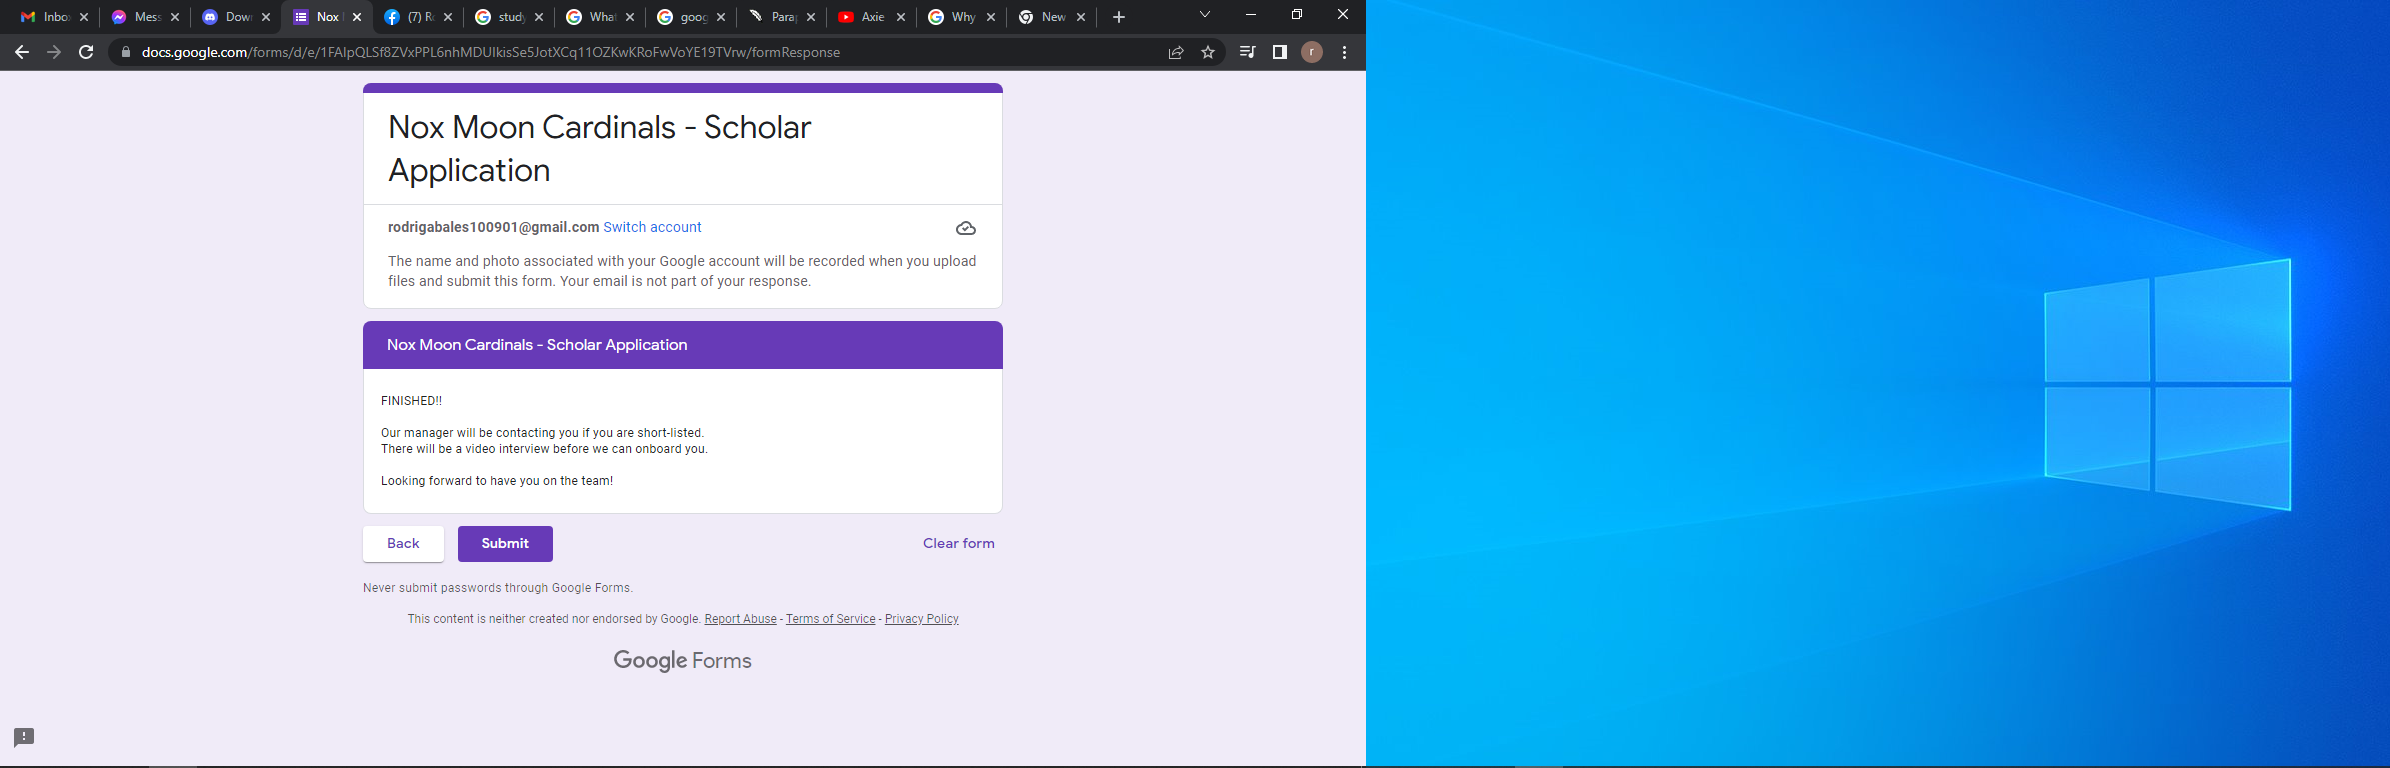 Inbo
Mess
Dow
Nox
(7) R
study
What
goog
Para
Axie
Why
New
docs.google.com/forms/d/e/1FAIpQLSf8ZVxPPL6nhMDUIkisSe5JotXCq11OZKwKRoFwVoYE19TVrw/formResponse
r
Nox Moon Cardinals - Scholar
Application
rodrigabales100901@gmail.com Switch account
The name and photo associated with your Google account will be recorded when you upload
files and submit this form. Your email is not part of your response.
Nox Moon Cardinals - Scholar Application
FINISHED!!
Our manager will be contacting you if you are short-listed.
There will be a video interview before we can onboard you.
Looking forward to have you on the team!
Back
Submit
Clear form
Never submit passwords through Google Forms.
This content is neither created nor endorsed by Google. Report Abuse - Terms of Service - Privacy Policy
Google Forms